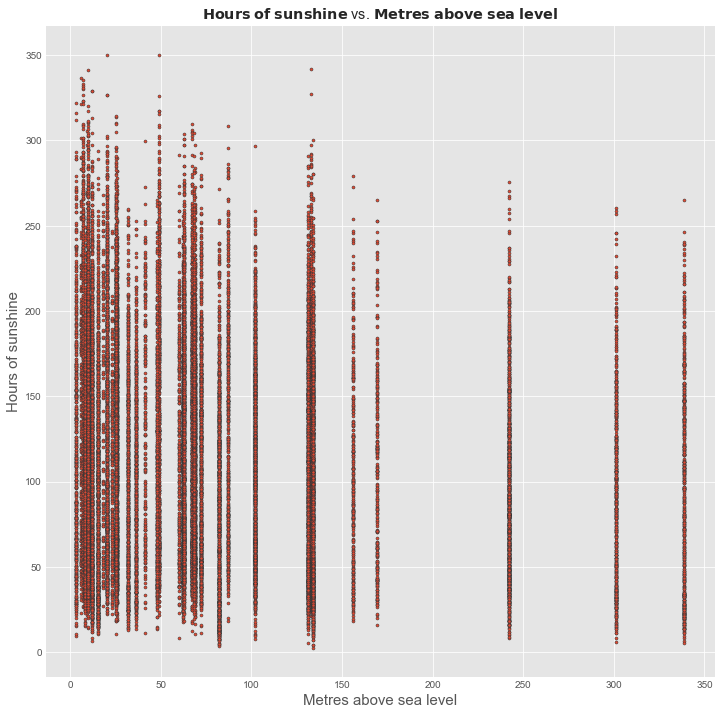 Hours of sunshine vs. Metres above sea level
350
300
250
200
150
100
50
0
Hours of sunshine
0 50 100 150 200 250 300 350
Metres above sea level